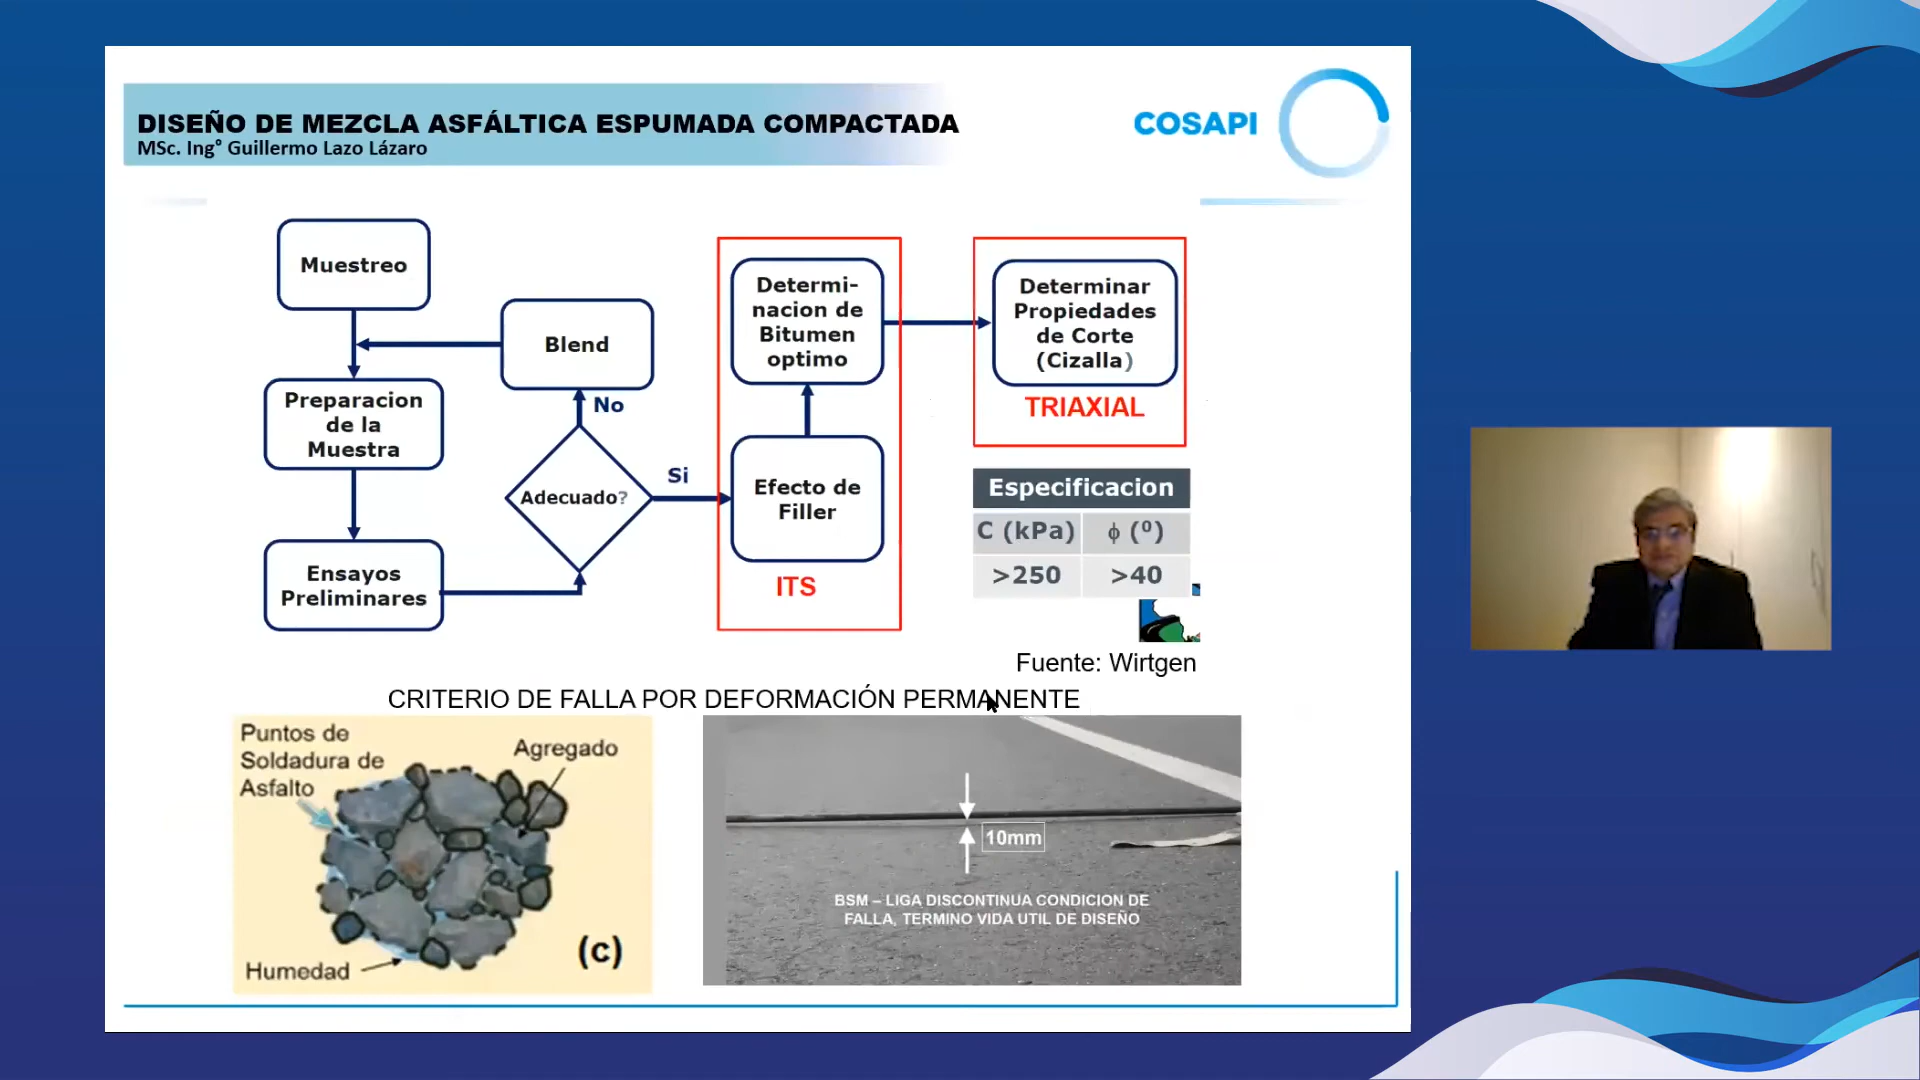 DISEÑO DE MEZCLA ASFÁLTICA ESPUMADA COMPACTADA
MSc. Ing° Guillermo Lazo Lázaro
COSAPI
Muestreo
Blend
No
Preparacion
de la
Muestra
Ensayos
Preliminares
Adecuado?
Si
Determi-
nacion de
Bitumen
optimo
Efecto de
Filler
ITS
Determinar
Propiedades
de Corte
(Cizalla)
TRIAXIAL
Especificacion
C (kPa) ϕ (⁰)
>250 >40
Fuente: Wirtgen
CRITERIO DE FALLA POR DEFORMACIÓN PERMANENTE
Puntos de
Soldadura de
Asfalto
Agregado
Humedad
(c)
10mm
BSM – LIGA DISCONTINUA CONDICION DE
FALLA, TERMINO VIDA UTIL DE DISEÑO